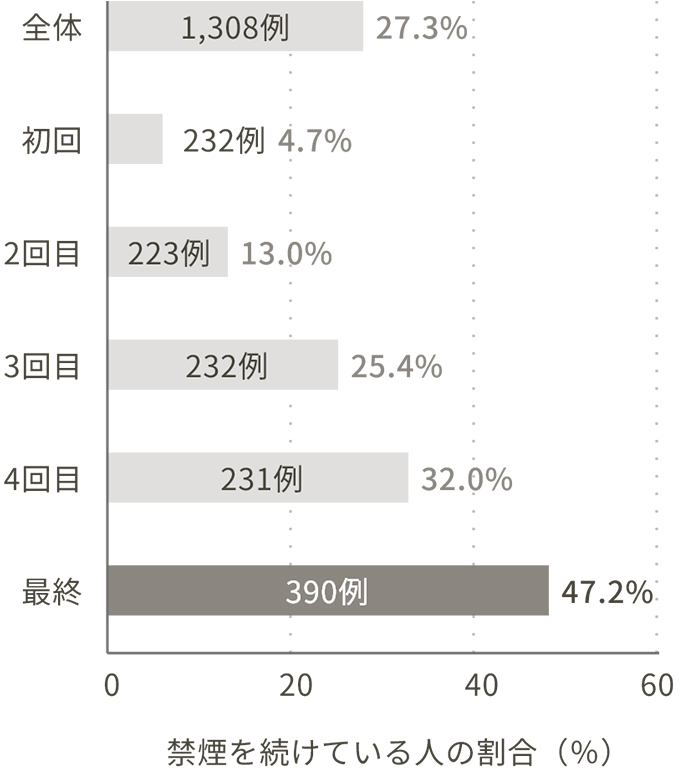 全体 1,308例 27.3%
初回 232例 4.7%
2回目 223例 13.0%
3回目 232例 25.4%
4回目 231例 32.0%
最終 390例 47.2%
0 20 40 60
禁煙を続けている人の割合（%）